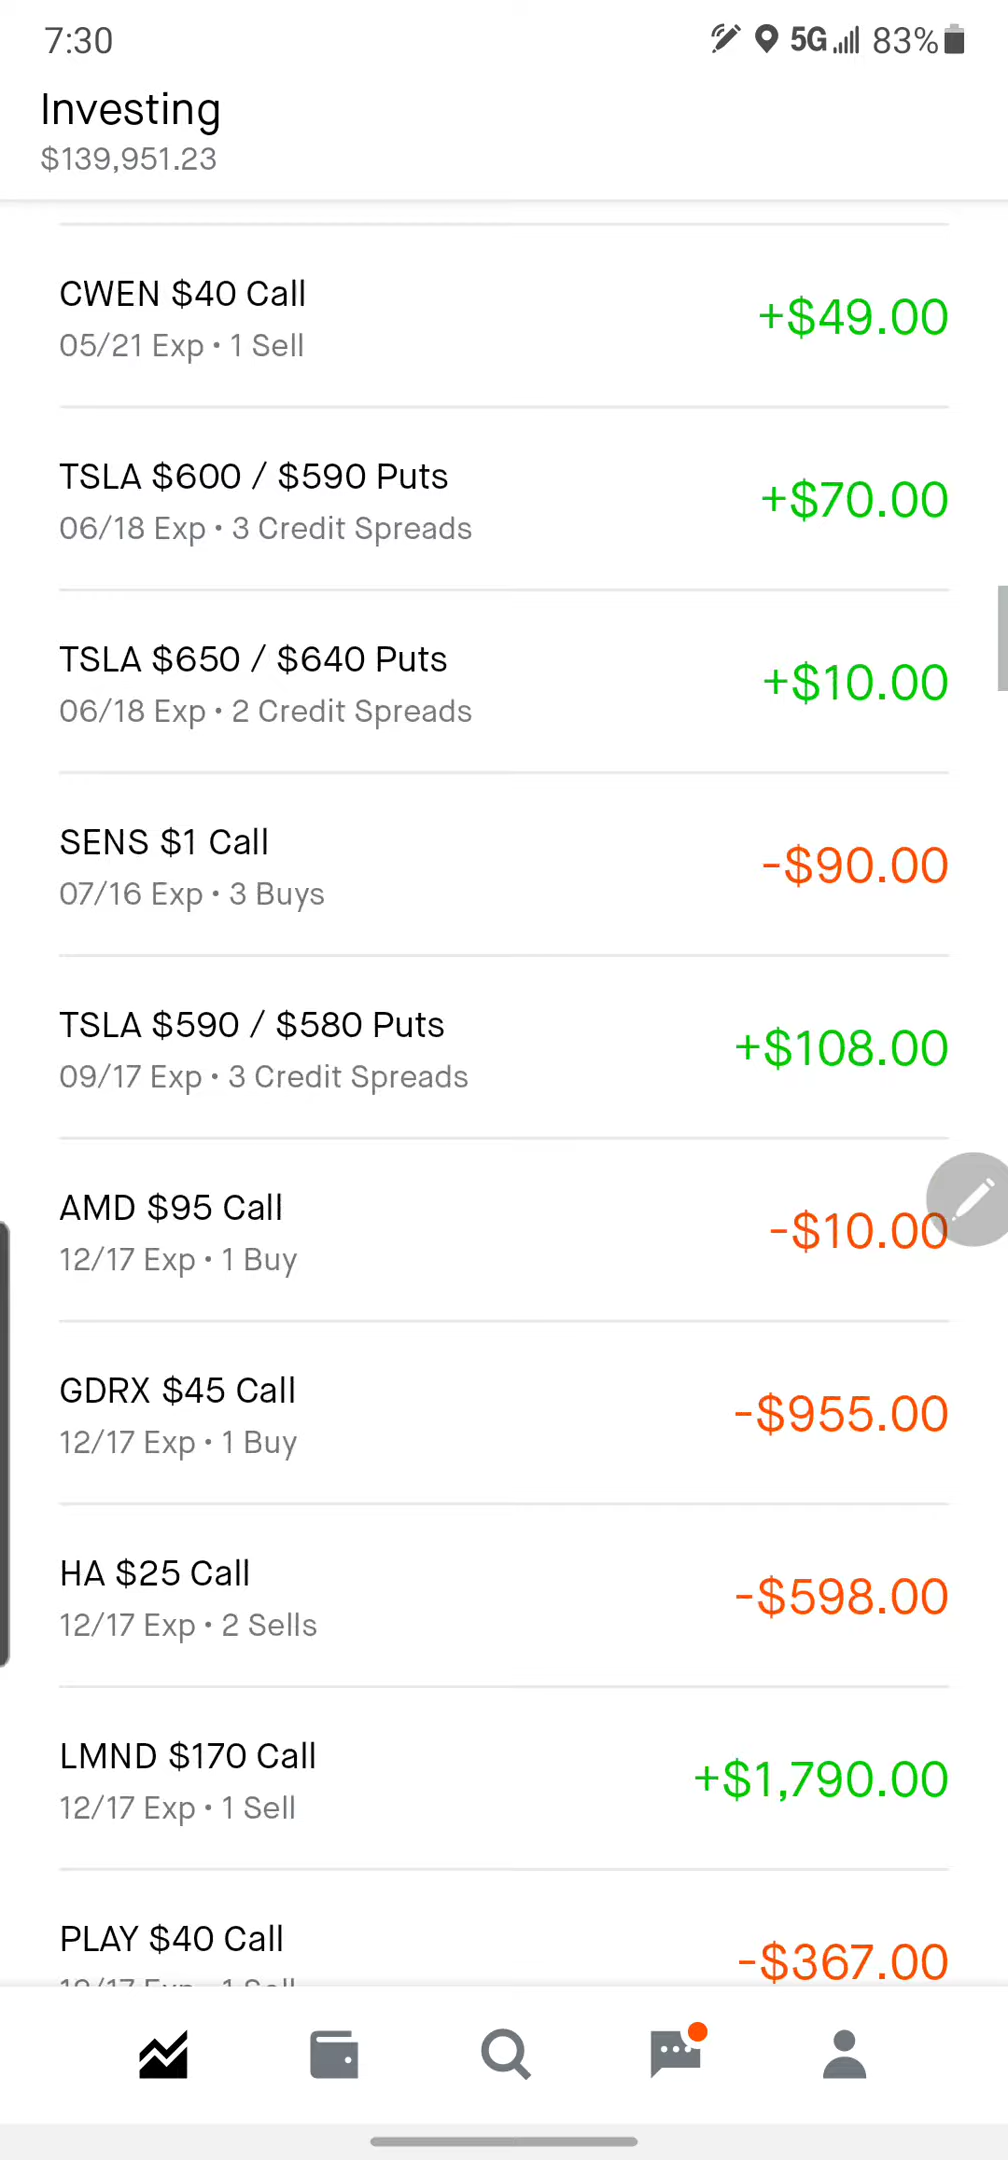 7:30
5G 83%
Investing
$139,951.23
CWEN $40 Call
+$49.00
05/21 Exp • 1 Sell
TSLA $600 / $590 Puts
+$70.00
06/18 Exp • 3 Credit Spreads
TSLA $650 / $640 Puts
+$10.00
06/18 Exp • 2 Credit Spreads
SENS $1 Call
-$90.00
07/16 Exp • 3 Buys
TSLA $590 / $580 Puts
+$108.00
09/17 Exp • 3 Credit Spreads
AMD $95 Call
-$10.00
12/17 Exp • 1 Buy
GDRX $45 Call
-$955.00
12/17 Exp • 1 Buy
HA $25 Call
-$598.00
12/17 Exp • 2 Sells
LMND $170 Call
+$1,790.00
12/17 Exp • 1 Sell
PLAY $40 Call
-$367.00
12/17 Exp • 1 Sell